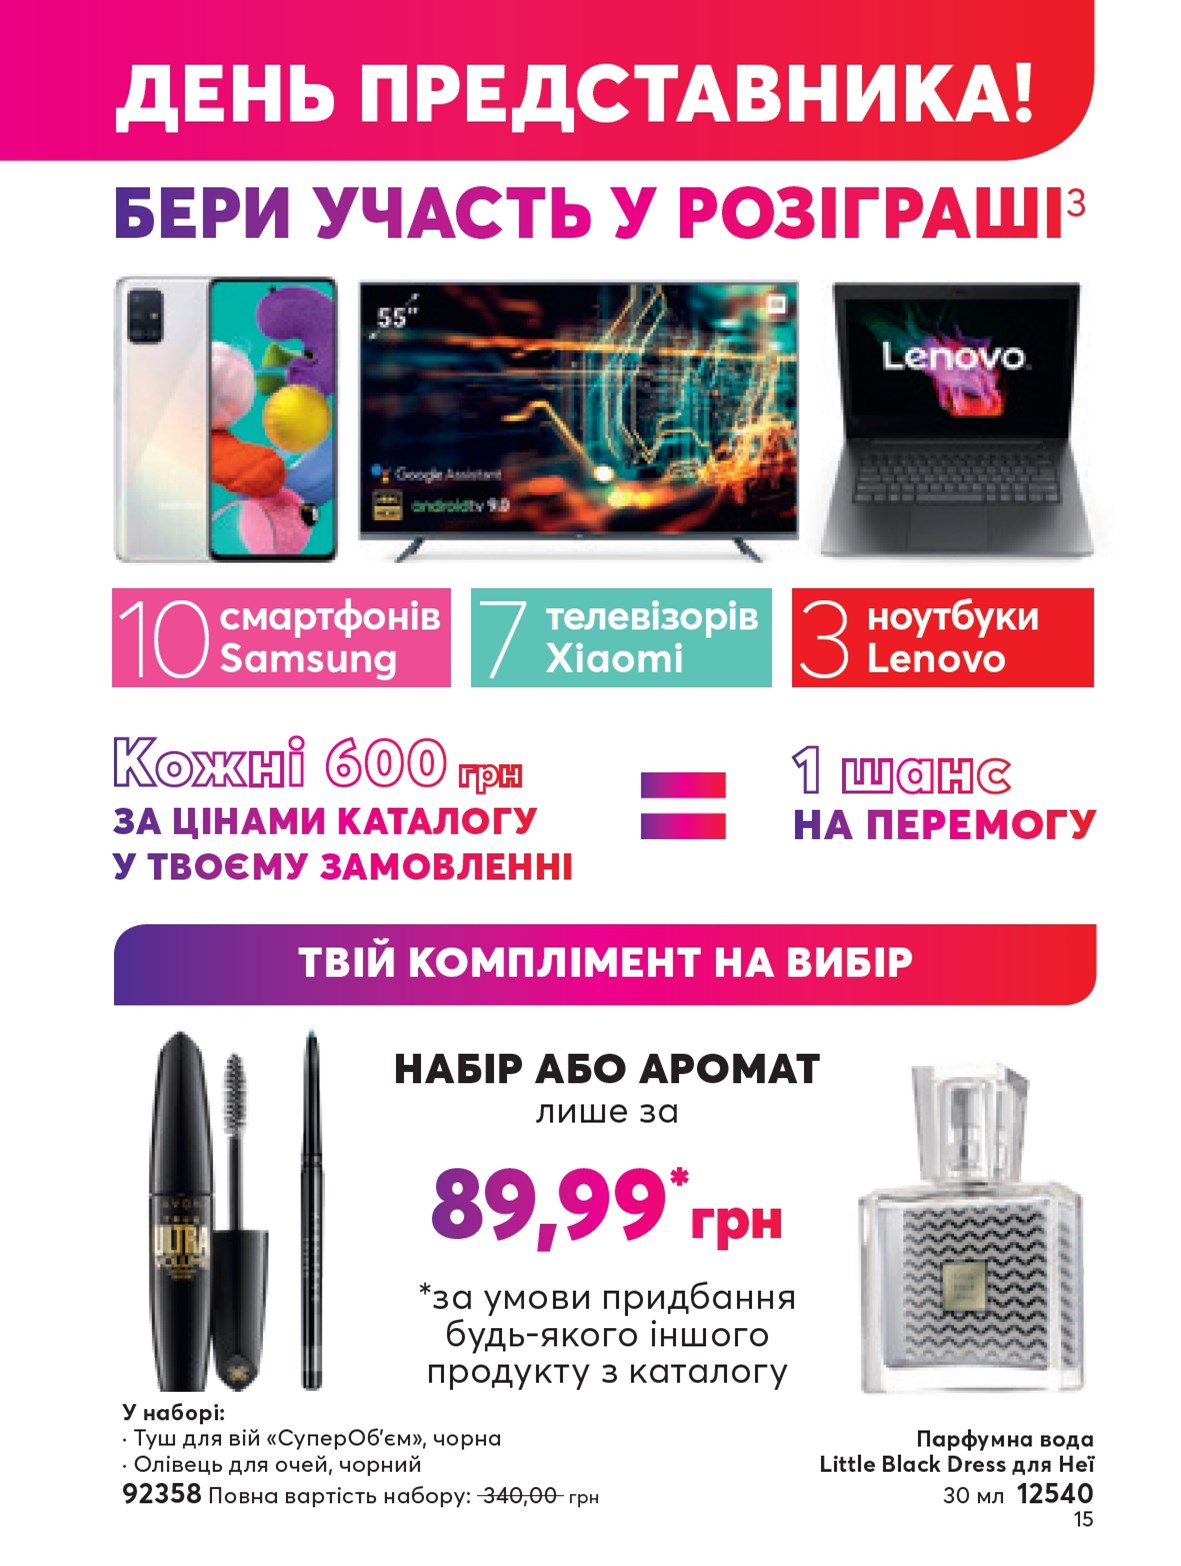 ДЕНЬ ПРЕДСТАВНИКА!
БЕРИ УЧАСТЬ У РОЗІГРАШІ3
55"
Google Assistant
4K
androidtv 9.0
Lenovo
10 смартфонів
Samsung
7 телевізорів
Xiaomi
3 ноутбуки
Lenovo
Кожні 600 грн
ЗА ЦІНАМИ КАТАЛОГУ
У ТВОЄМУ ЗАМОВЛЕННІ
=
1 шанс
НА ПЕРЕМОГУ
ТВІЙ КОМПЛІМЕНТ НА ВИБІР
НАБІР АБО АРОМАТ
лише за
89,99* грн
*за умови придбання
будь-якого іншого
продукту з каталогу
AVON
TRUE
ULTRA
VOLUME
У наборі:
· Туш для вій «СуперОб’єм», чорна
· Олівець для очей, чорний
92358 Повна вартість набору: 340,00 грн
Парфумна вода
Little Black Dress для Неї
30 мл 12540
15